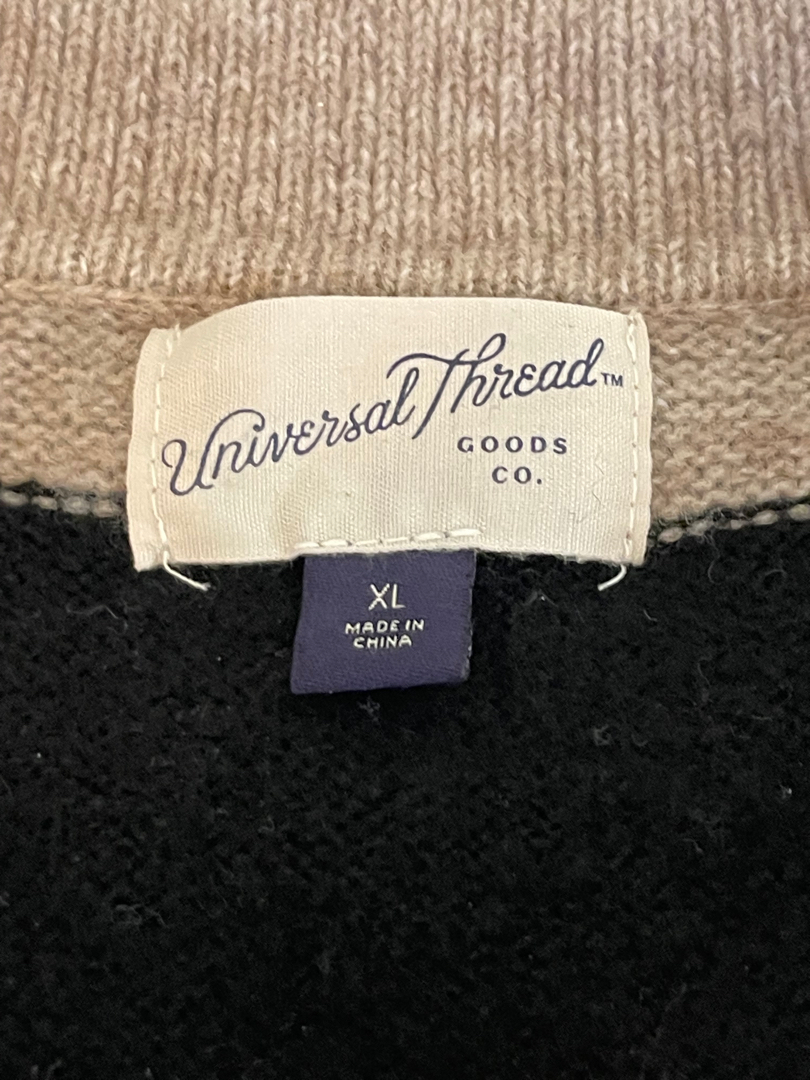 Universal Thread™
GOODS
CO.
XL
MADE IN
CHINA